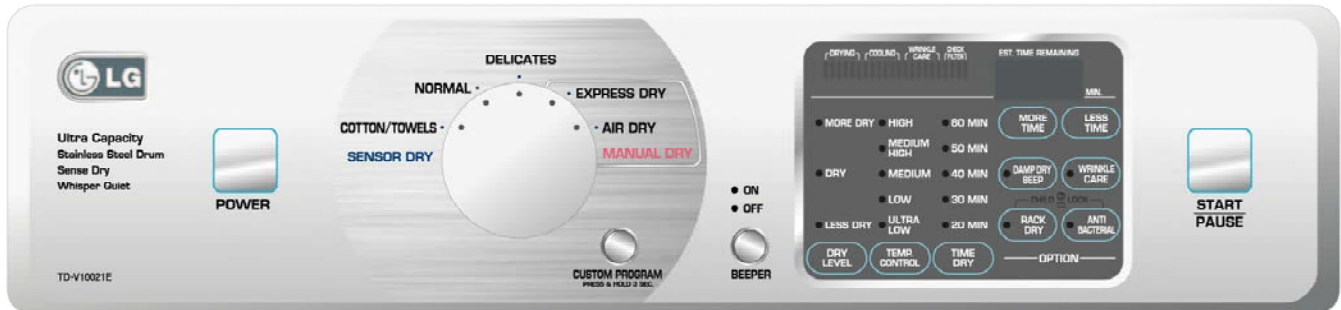 LG
Ultra Capacity
Stainless Steel Drum
Sense Dry
Whisper Quiet
TD-V10021E
POWER
DELICATES
NORMAL
EXPRESS DRY
COTTON/TOWELS
AIR DRY
SENSOR DRY
MANUAL DRY
CUSTOM PROGRAM
PRESS & HOLD 3 SEC.
ON
OFF
BEEPER
DRYING COOLING WRINKLE CARE CHECK FILTER
EST. TIME REMAINING
MIN.
MORE DRY HIGH 60 MIN
MORE TIME
LESS TIME
MEDIUM HIGH 50 MIN
DRY MEDIUM 40 MIN
DAMP DRY BEEP
WRINKLE CARE
LOW 30 MIN
CHILD LOCK
LESS DRY ULTRA LOW 20 MIN
RACK DRY
ANTI BACTERIAL
DRY LEVEL
TEMP. CONTROL
TIME DRY
OPTION
START
PAUSE